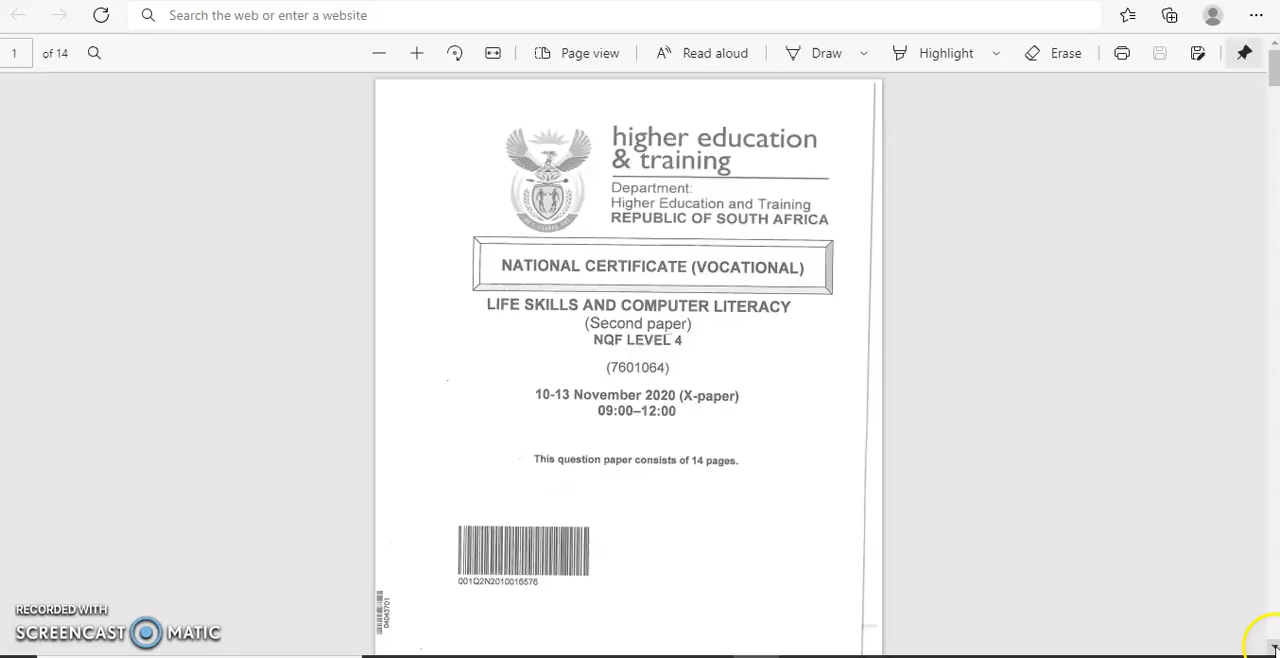 Search the web or enter a website
1 of 14
Page view
Read aloud
Draw
Highlight
Erase
higher education
& training
Department:
Higher Education and Training
REPUBLIC OF SOUTH AFRICA
NATIONAL CERTIFICATE (VOCATIONAL)
LIFE SKILLS AND COMPUTER LITERACY
(Second paper)
NQF LEVEL 4
(7601064)
10-13 November 2020 (X-paper)
09:00–12:00
This question paper consists of 14 pages.
001Q2N2010016576
04043701
RECORDED WITH
SCREENCAST MATIC